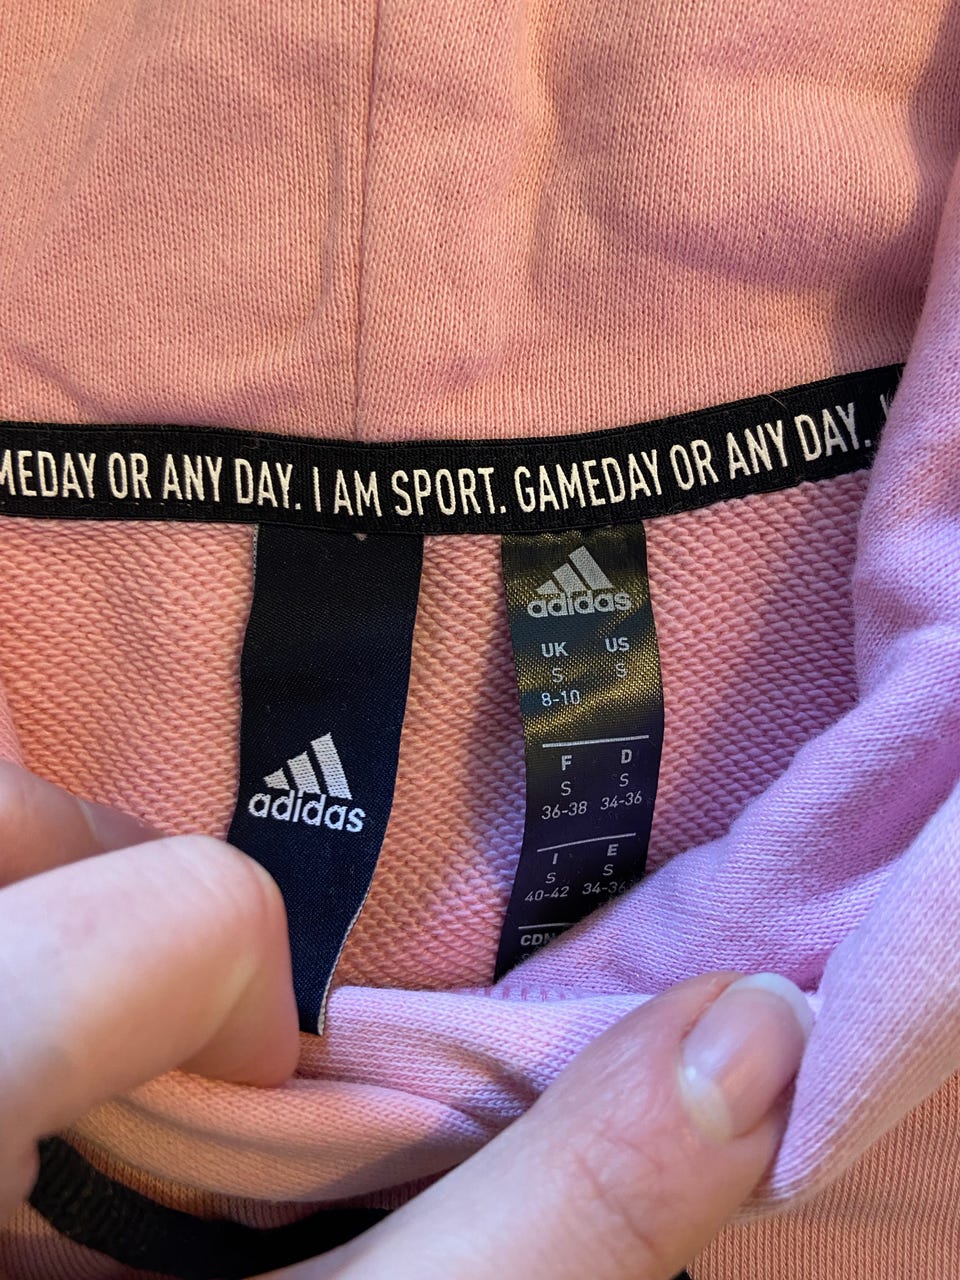 MEDAY OR ANY DAY. I AM SPORT. GAMEDAY OR ANY DAY.
adidas
adidas
UK US
S S
8-10
F D
S S
36-38 34-36
I E
S S
40-42 34-36
CDN